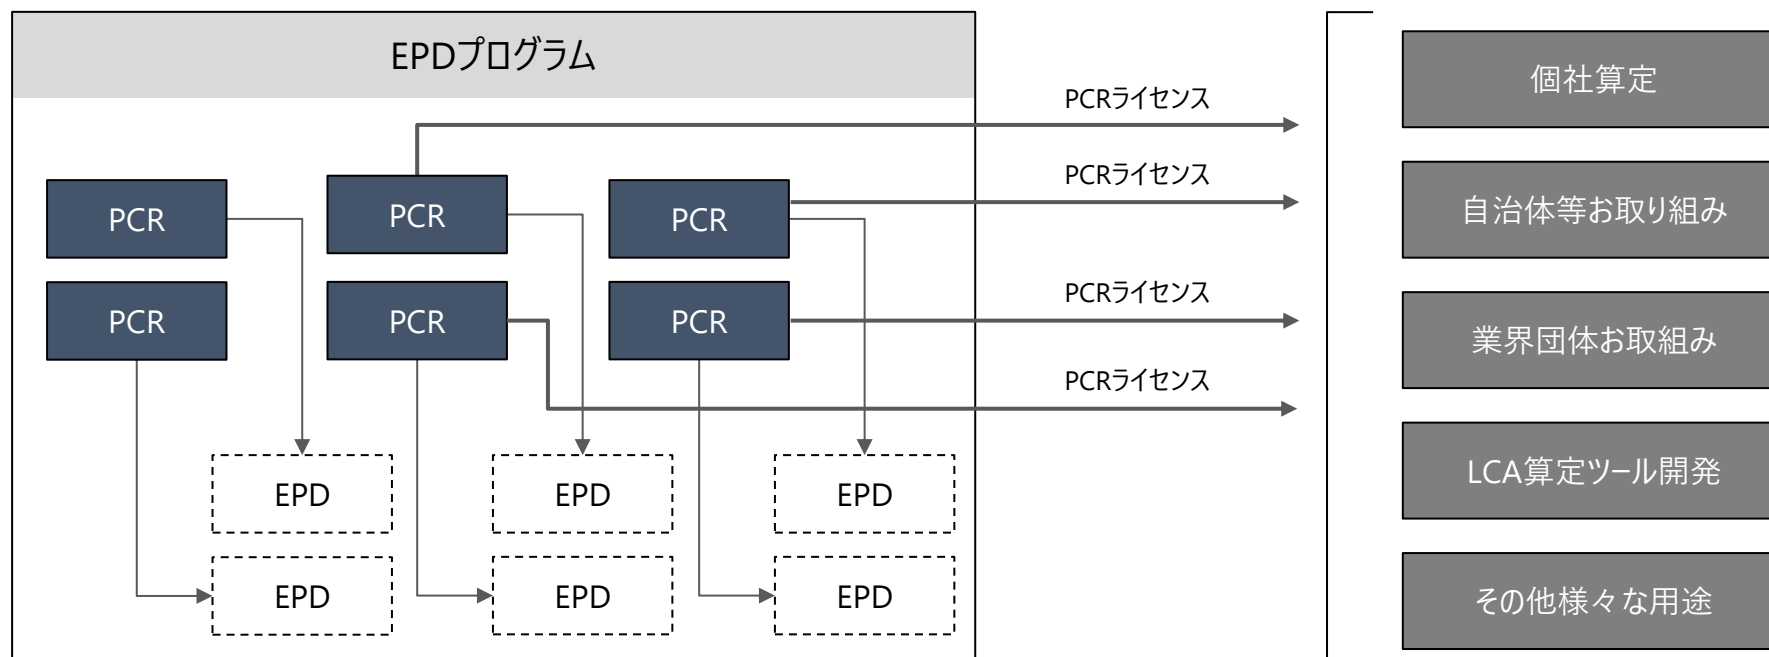 EPDプログラム
PCRライセンス
PCRライセンス
PCRライセンス
PCRライセンス
PCR
PCR
PCR
PCR
PCR
PCR
EPD
EPD
EPD
EPD
EPD
EPD
個社算定
自治体等お取り組み
業界団体お取組み
LCA算定ツール開発
その他様々な用途